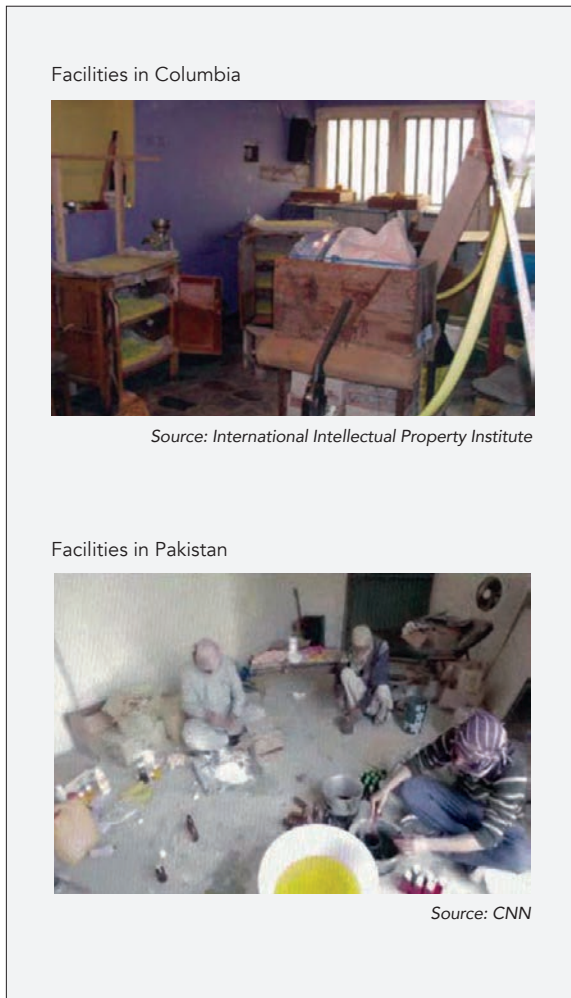 Facilities in Columbia
Source: International Intellectual Property Institute
Facilities in Pakistan
Source: CNN